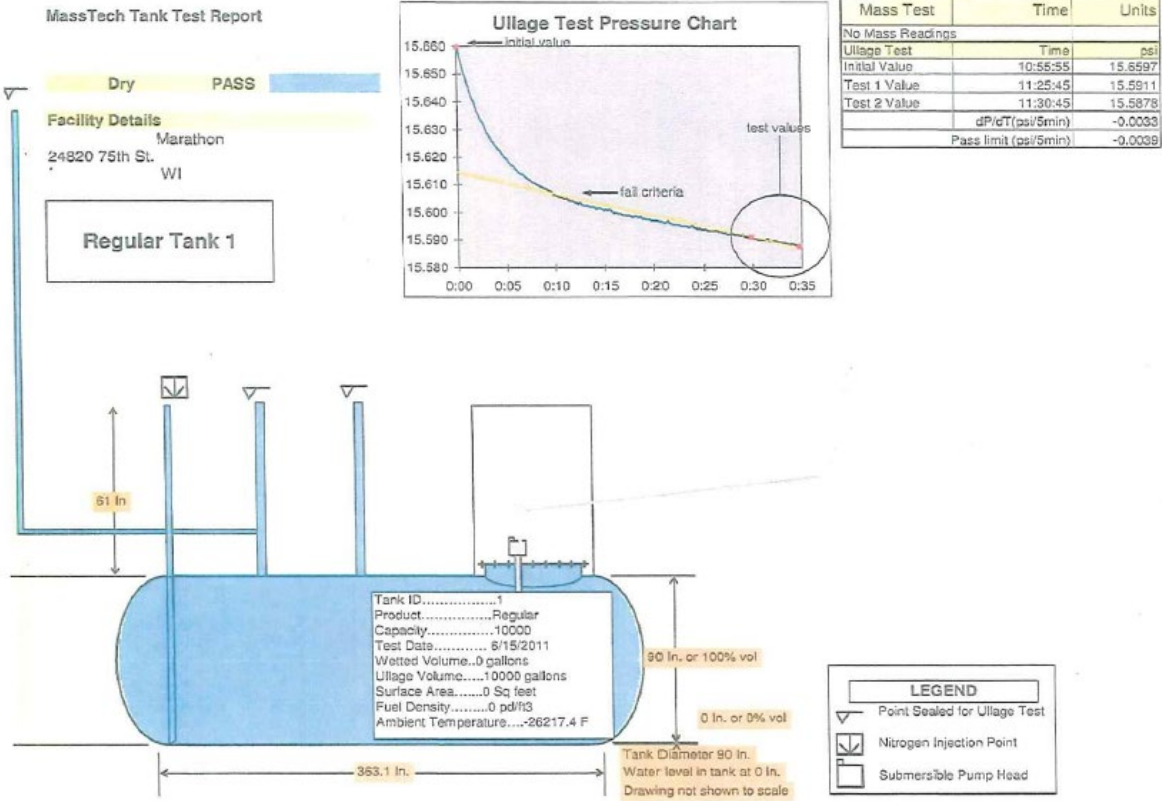 MassTech Tank Test Report
Dry PASS
Facility Details
Marathon
24820 75th St.
WI
Regular Tank 1
Ullage Test Pressure Chart
15.660
15.650
15.640
15.630
15.620
15.610
15.600
15.590
15.580
initial value
fail criteria
test values
0:00 0:05 0:10 0:15 0:20 0:25 0:30 0:35
Mass Test Time Units
No Mass Readings
Ullage Test Time psi
Initial Value 10:55:55 15.6597
Test 1 Value 11:25:45 15.5911
Test 2 Value 11:30:45 15.5878
dP/dT(psi/5min) -0.0033
Pass limit (psi/5min) -0.0039
61 In
Tank ID................1
Product..............Regular
Capacity.............10000
Test Date............ 6/15/2011
Wetted Volume..0 gallons
Ullage Volume.....10000 gallons
Surface Area.......0 Sq feet
Fuel Density.........0 pd/ft3
Ambient Temperature....-26217.4 F
90 In. or 100% vol
0 In. or 0% vol
363.1 In.
Tank Diameter 90 In.
Water level in tank at 0 In.
Drawing not shown to scale
LEGEND
Point Sealed for Ullage Test
Nitrogen Injection Point
Submersible Pump Head